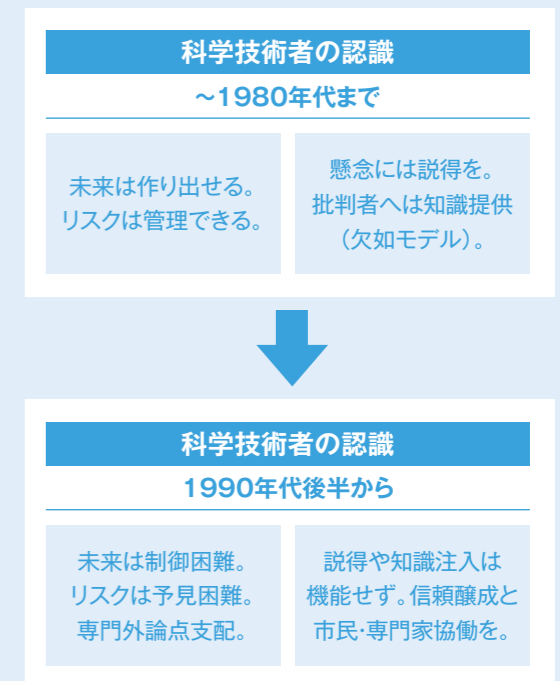 科学技術者の認識
～1980年代まで
未来は作り出せる。
リスクは管理できる。
懸念には説得を。
批判者へは知識提供
（欠如モデル）。
科学技術者の認識
1990年代後半から
未来は制御困難。
リスクは予見困難。
専門外論点支配。
説得や知識注入は
機能せず。信頼醸成と
市民・専門家協働を。